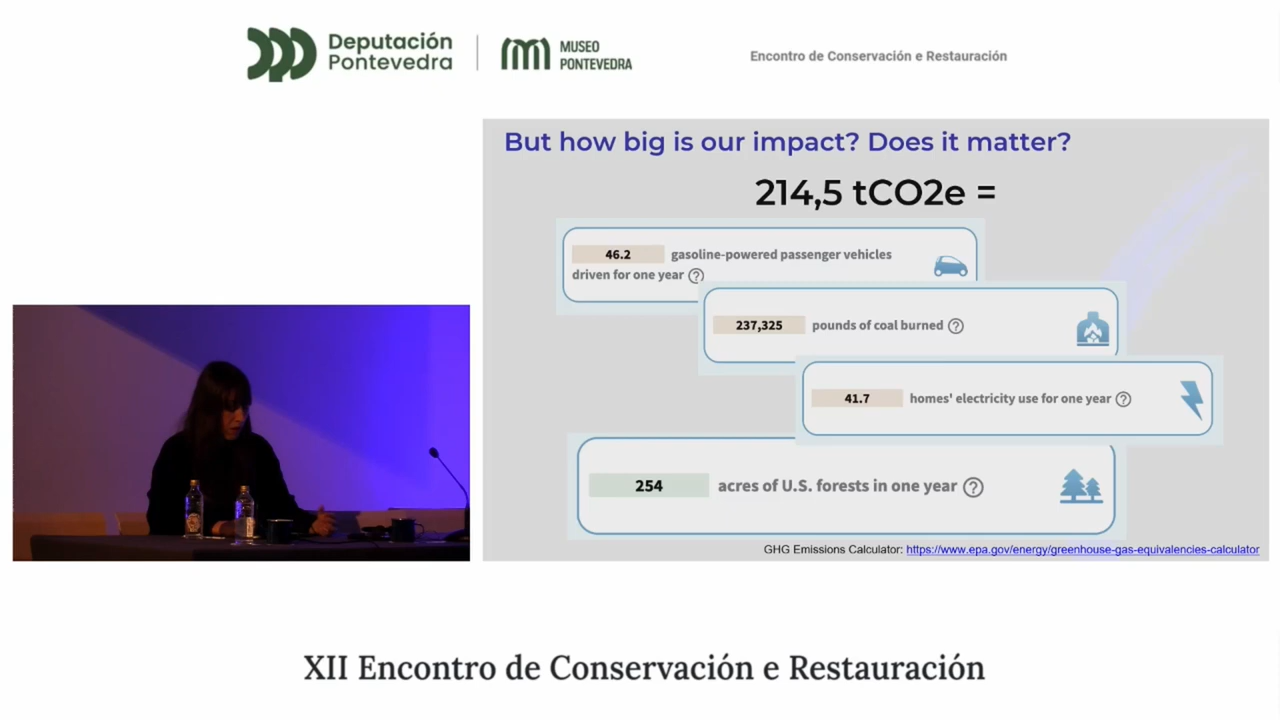 Deputación
Pontevedra
MUSEO
PONTEVEDRA
Encontro de Conservación e Restauración
But how big is our impact? Does it matter?
214,5 tCO2e =
46.2 gasoline-powered passenger vehicles
driven for one year ?
237,325 pounds of coal burned ?
41.7 homes' electricity use for one year ?
254 acres of U.S. forests in one year ?
GHG Emissions Calculator: https://www.epa.gov/energy/greenhouse-gas-equivalencies-calculator
XII Encontro de Conservación e Restauración